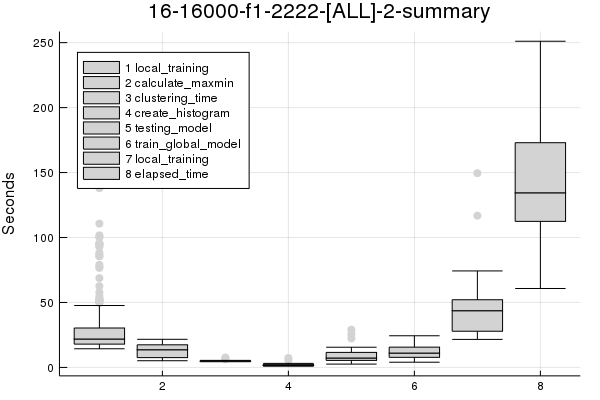 16-16000-f1-2222-[ALL]-2-summary
250
200
150
100
50
0
Seconds
1 local_training
2 calculate_maxmin
3 clustering_time
4 create_histogram
5 testing_model
6 train_global_model
7 local_training
8 elapsed_time
2 4 6 8